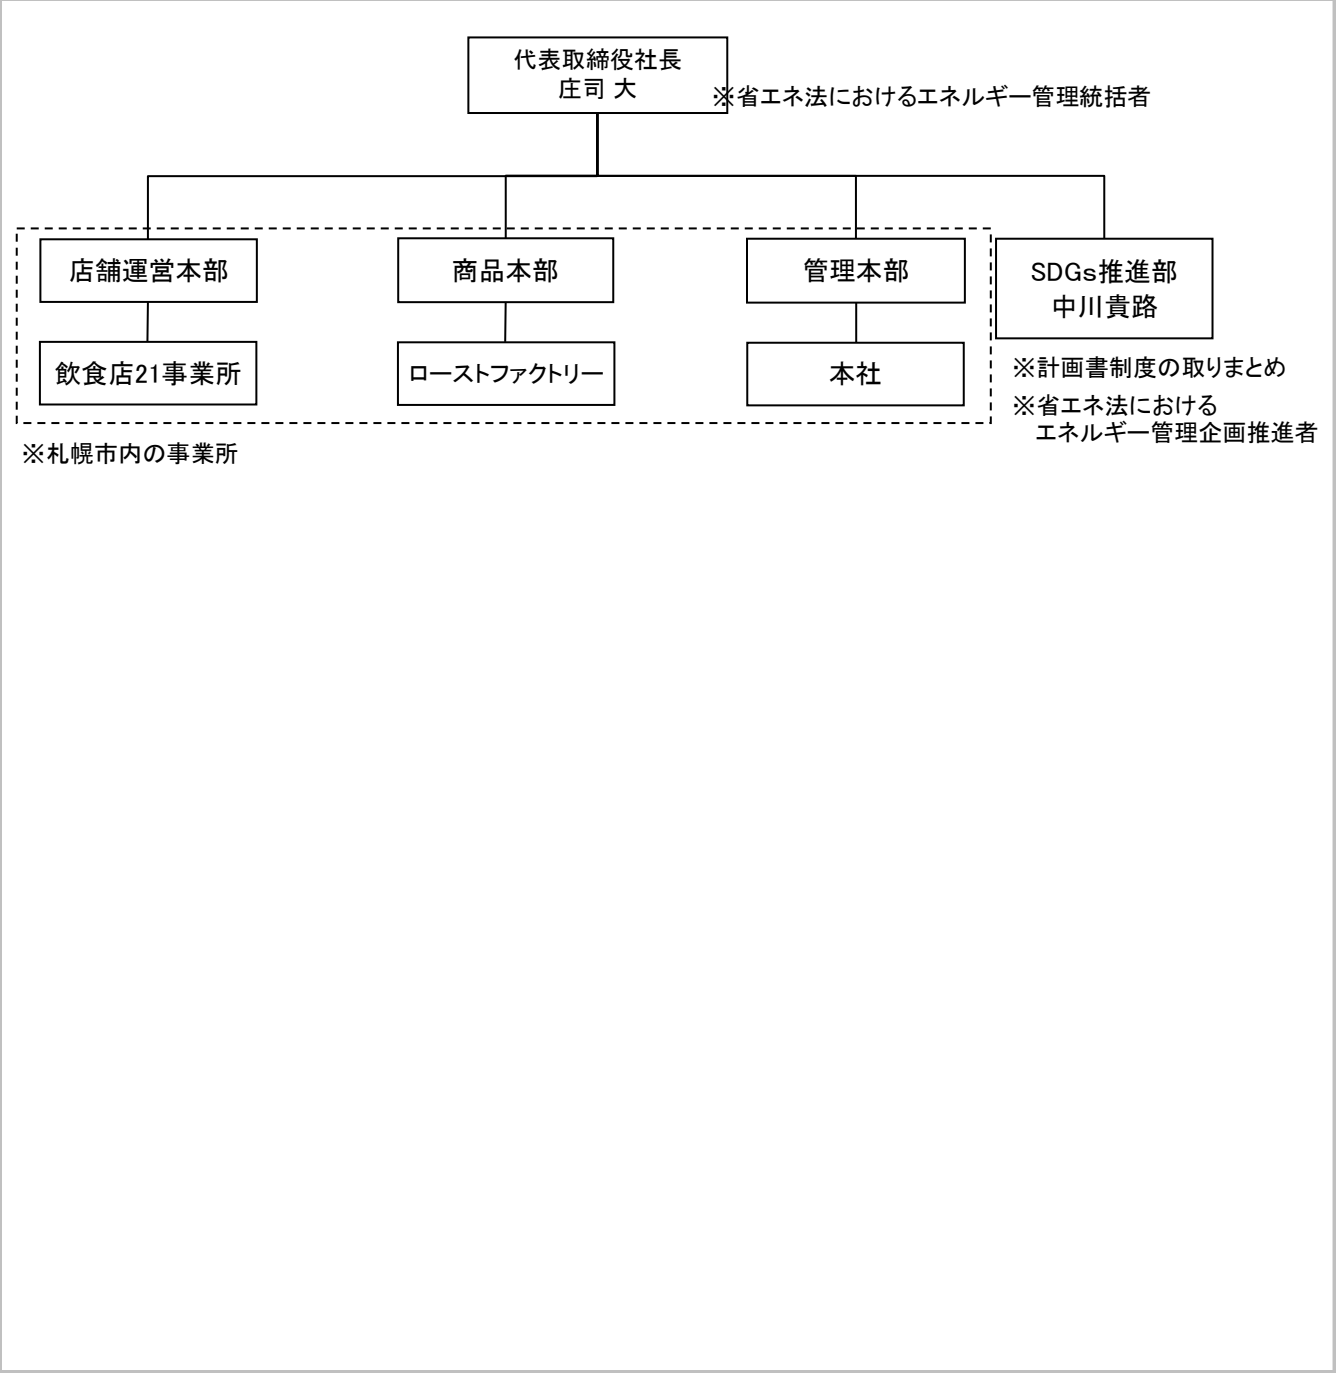 代表取締役社長
庄司 大
※省エネ法におけるエネルギー管理統括者
店舗運営本部
商品本部
管理本部
SDGs推進部
中川貴路
飲食店21事業所
ローストファクトリー
本社
※計画書制度の取りまとめ
※省エネ法における
エネルギー管理企画推進者
※札幌市内の事業所